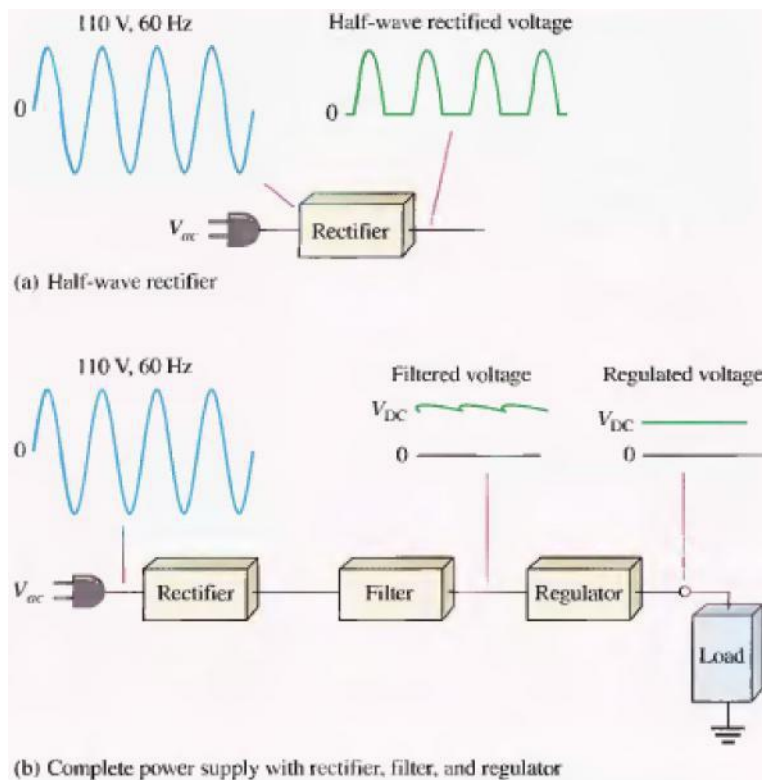 110 V, 60 Hz
Half-wave rectified voltage
0
0
Vac
Rectifier
(a) Half-wave rectifier
110 V, 60 Hz
Filtered voltage
Regulated voltage
VDC
VDC
0
0
0
Vac
Rectifier
Filter
Regulator
Load
(b) Complete power supply with rectifier, filter, and regulator